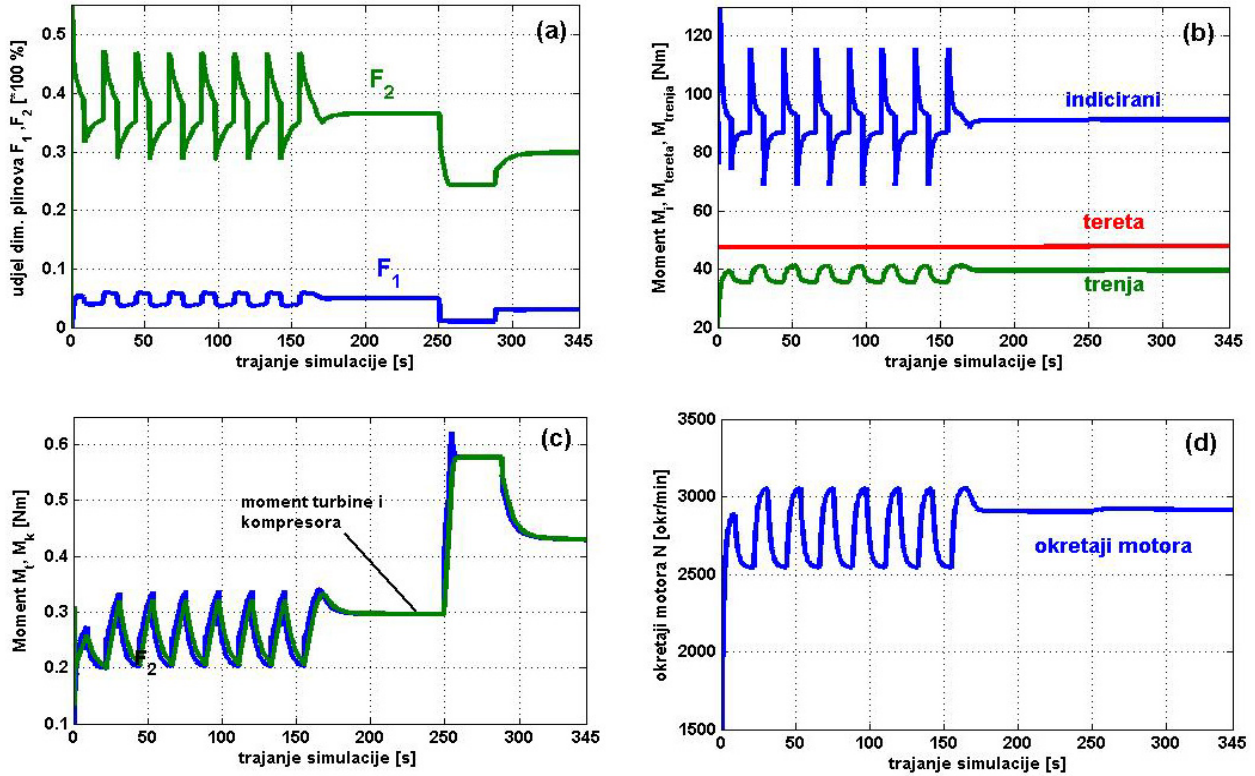 (a)
udjel dim. plinova F1 ,F2 [*100 %]
0.5
0.4
0.3
0.2
0.1
0
F2
F1
0 50 100 150 200 250 300 345
trajanje simulacije [s]
(b)
Moment Mi, Mtereta, Mtrenja [Nm]
120
100
80
60
40
20
indicirani
tereta
trenja
0 50 100 150 200 250 300 345
trajanje simulacije [s]
(c)
Moment Mt, Mk [Nm]
0.6
0.5
0.4
0.3
0.2
0.1
moment turbine i
kompresora
F2
0 50 100 150 200 250 300 345
trajanje simulacije [s]
(d)
okretaji motora N [okr/min]
3500
3000
2500
2000
1500
okretaji motora
0 50 100 150 200 250 300 345
trajanje simulacije [s]